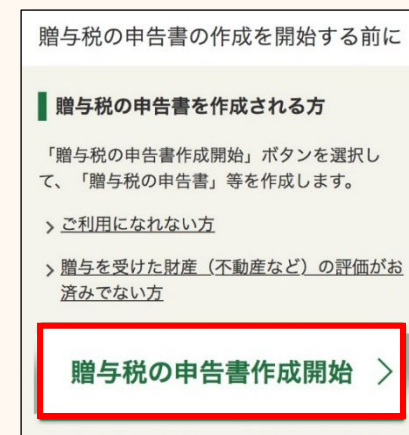 贈与税の申告書の作成を開始する前に
贈与税の申告書を作成される方
「贈与税の申告書作成開始」ボタンを選択し
て、「贈与税の申告書」等を作成します。
ご利用になれない方
贈与を受けた財産（不動産など）の評価がお
済みでない方
贈与税の申告書作成開始